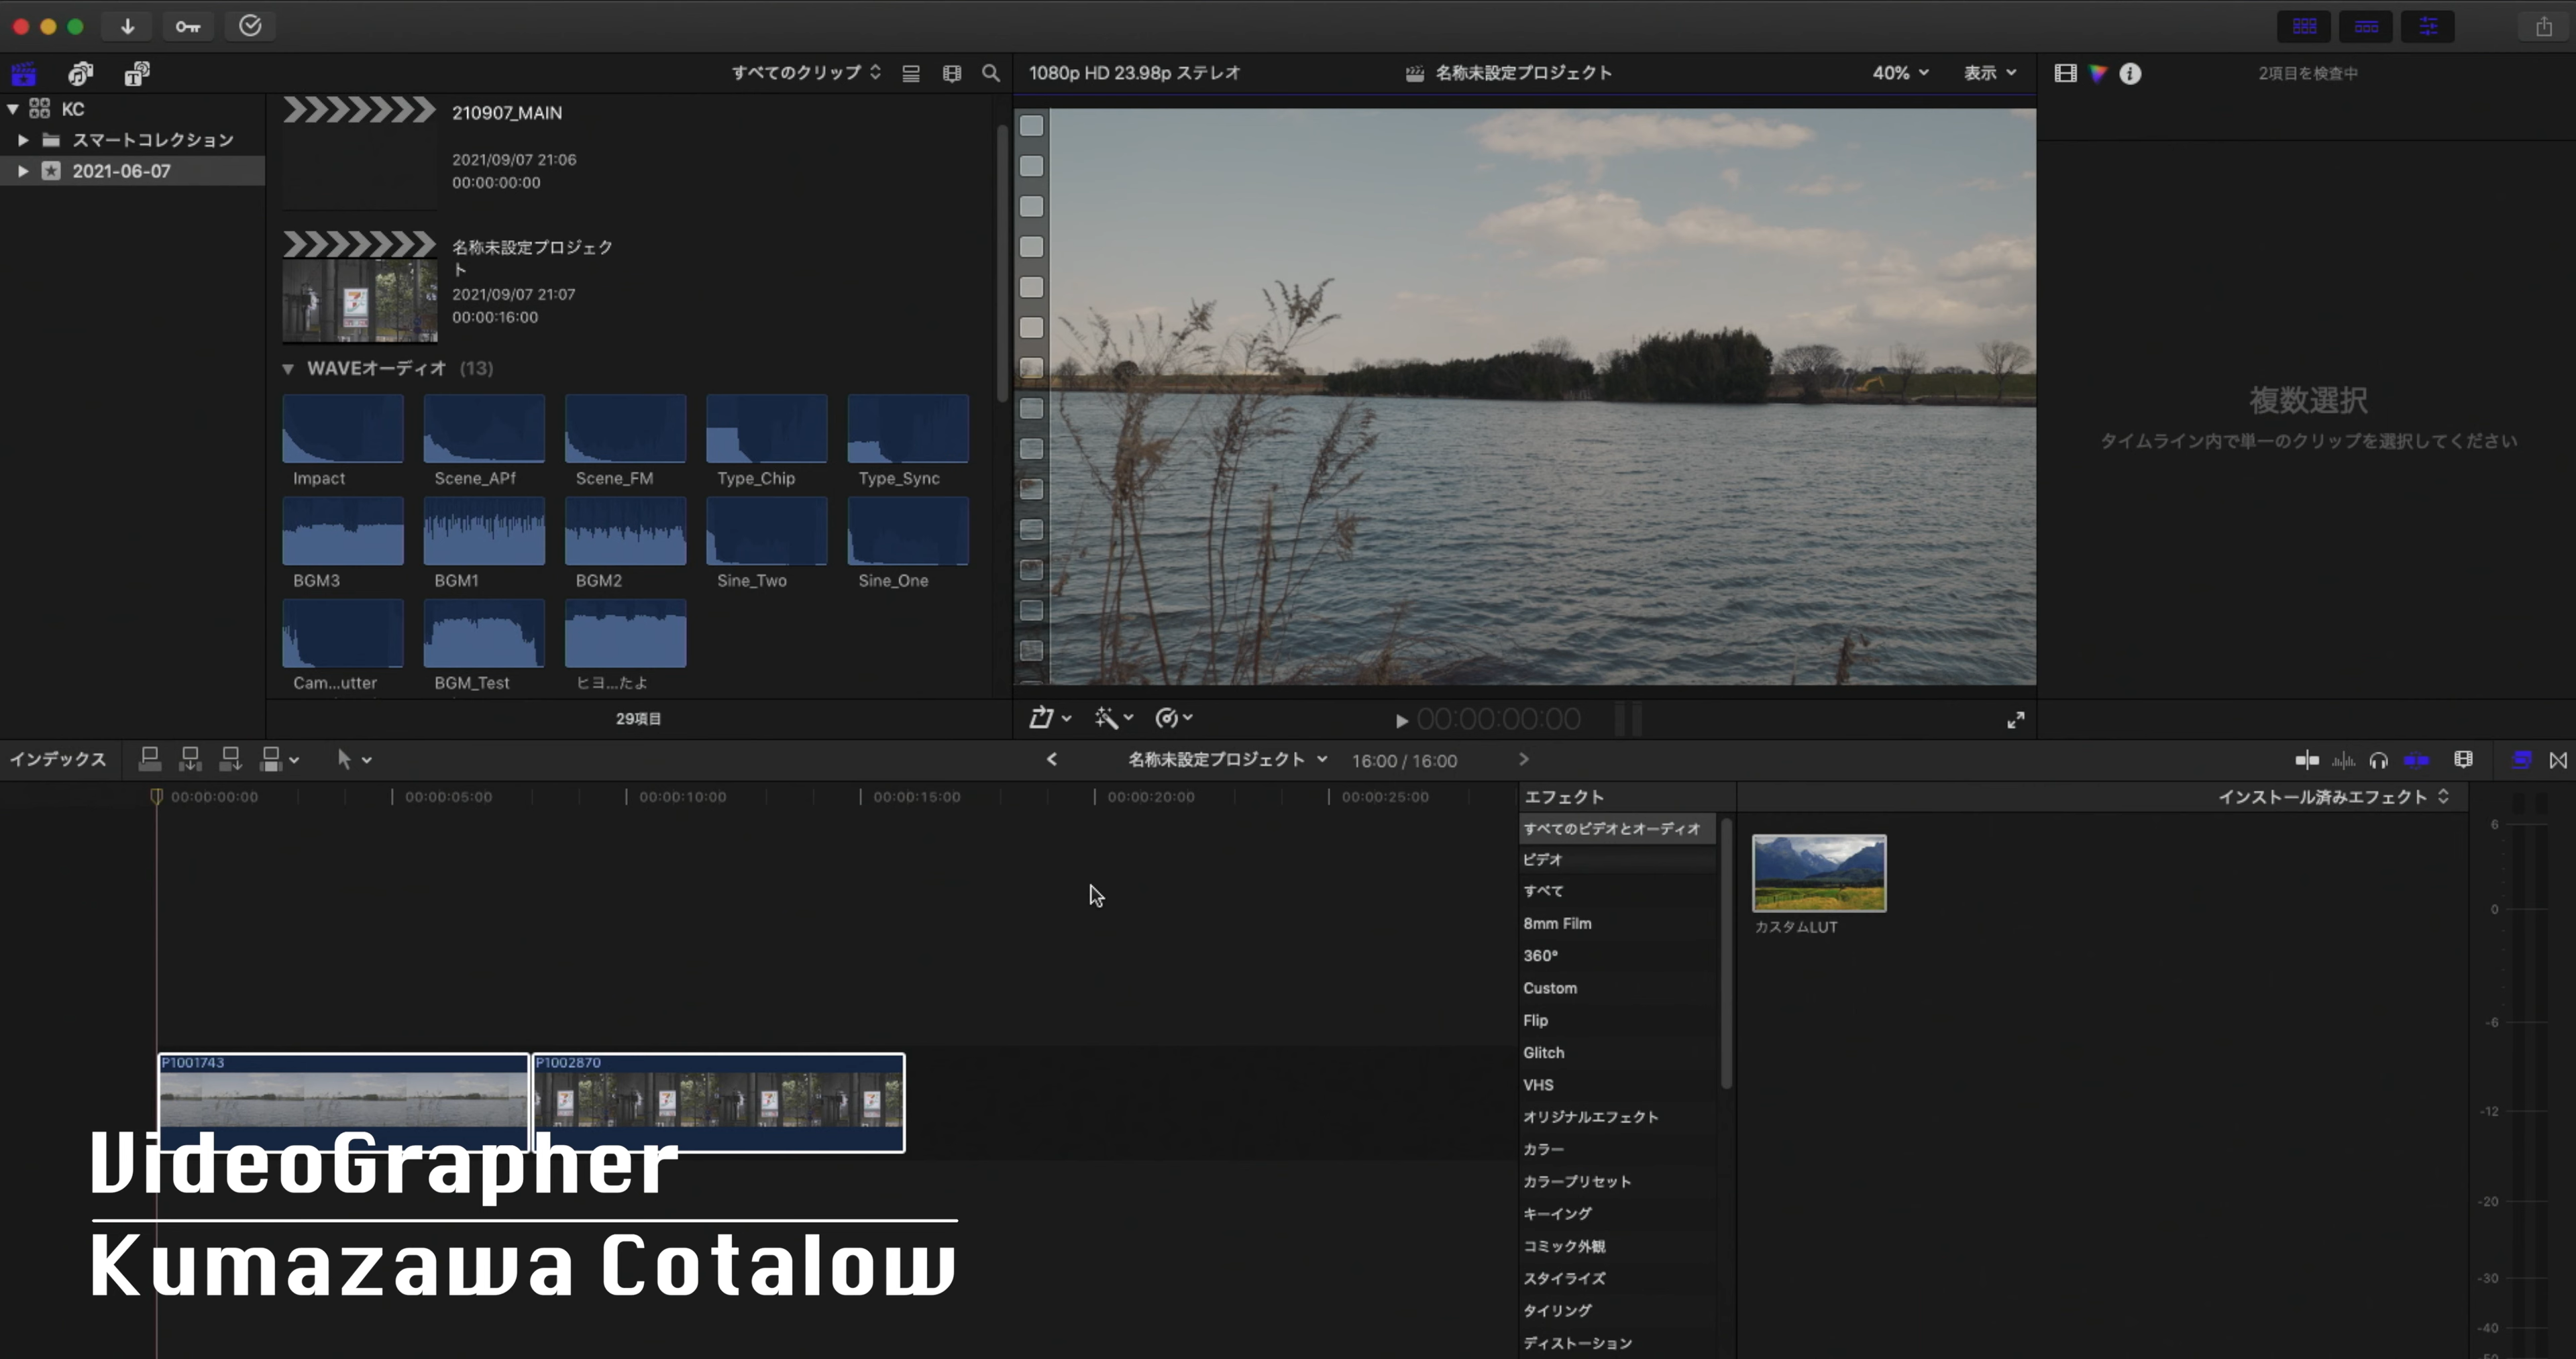 すべてのクリップ
1080p HD 23.98p ステレオ
名称未設定プロジェクト
40%
表示
2項目を検査中
KC
スマートコレクション
2021-06-07
210907_MAIN
2021/09/07 21:06
00:00:00:00
名称未設定プロジェク
ト
2021/09/07 21:07
00:00:16:00
WAVEオーディオ (13)
Impact
Scene_APf
Scene_FM
Type_Chip
Type_Sync
BGM3
BGM1
BGM2
Sine_Two
Sine_One
Cam...utter
BGM_Test
ヒヨ...たよ
29項目
00:00:00:00
複数選択
タイムライン内で単一のクリップを選択してください
インデックス
名称未設定プロジェクト
16:00 / 16:00
00:00:00:00
00:00:05:00
00:00:10:00
00:00:15:00
00:00:20:00
00:00:25:00
P1001743
P1002870
エフェクト
インストール済みエフェクト
すべてのビデオとオーディオ
ビデオ
すべて
8mm Film
360°
Custom
Flip
Glitch
VHS
オリジナルエフェクト
カラー
カラープリセット
キーイング
コミック外観
スタイライズ
タイリング
ディストーション
カスタムLUT
6
0
-6
-12
-20
-30
-40
VideoGrapher
Kumazawa Cotalow